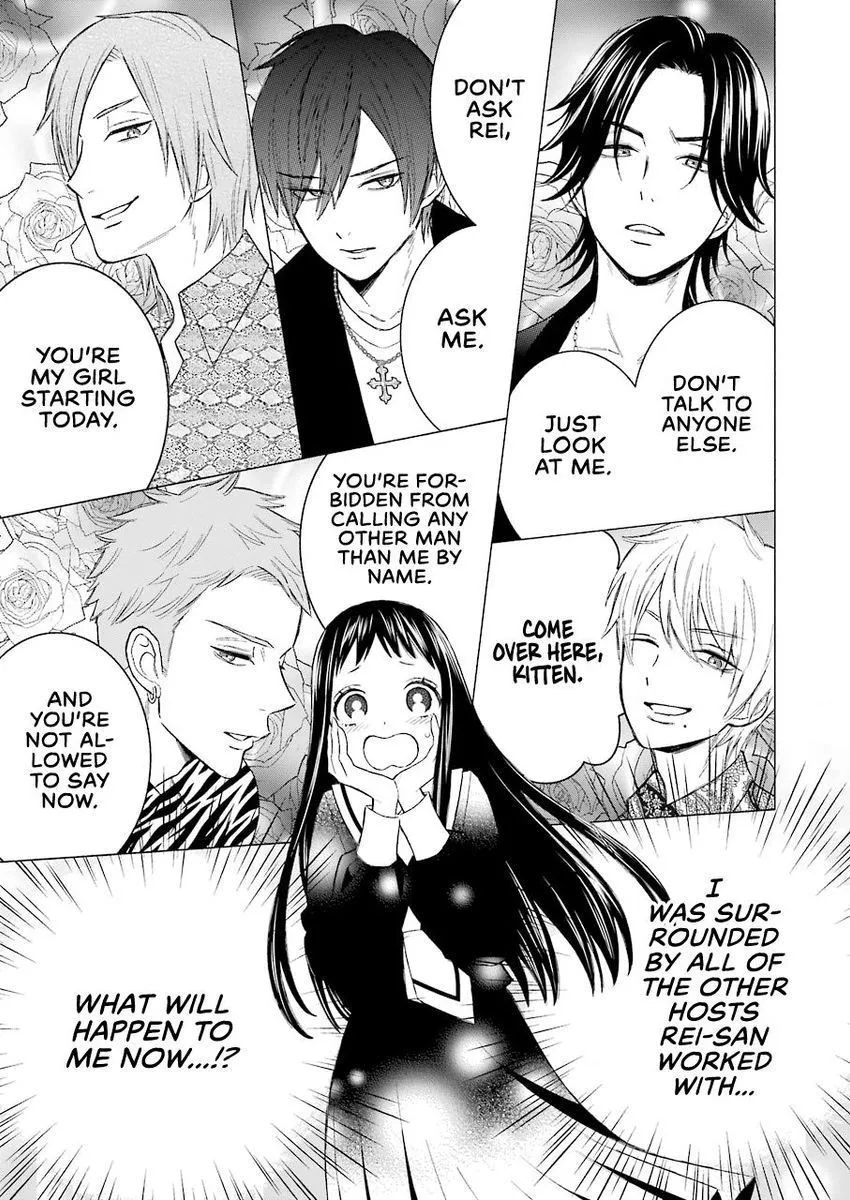 DON'T
TALK TO
ANYONE
ELSE.
JUST
LOOK
AT ME.
DON'T
ASK
REI,
ASK
ME.
YOU'RE
MY GIRL
STARTING
TODAY.
COME
OVER HERE,
KITTEN.
YOU'RE FOR-
BIDDEN FROM
CALLING ANY
OTHER MAN
THAN ME BY
NAME.
AND
YOU'RE
NOT AL-
LOWED
TO SAY
NOW.
I
WAS SUR-
ROUNDED
BY ALL OF
THE OTHER
HOSTS
REI-SAN
WORKED
WITH...
WHAT WILL
HAPPEN TO
ME NOW...!?